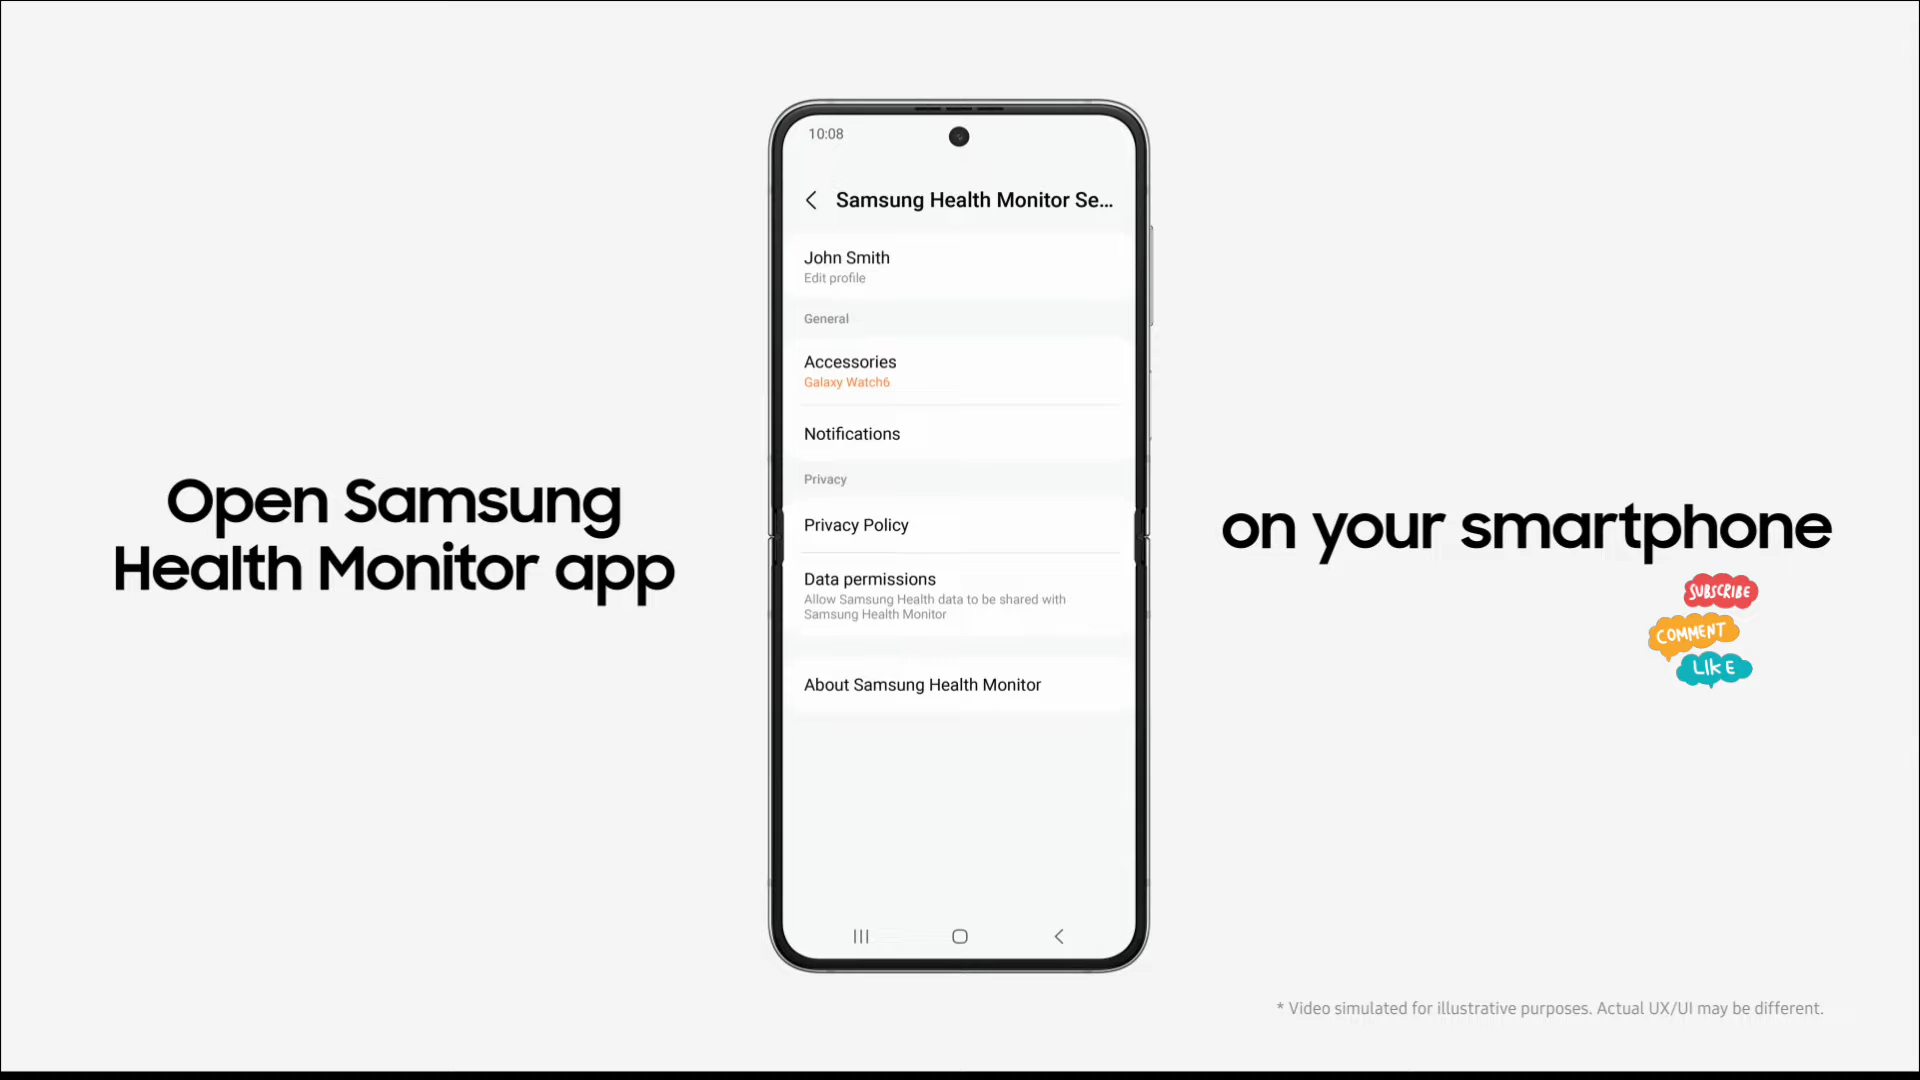 Open Samsung
Health Monitor app
10:08
Samsung Health Monitor Se...
John Smith
Edit profile
General
Accessories
Galaxy Watch6
Notifications
Privacy
Privacy Policy
Data permissions
Allow Samsung Health data to be shared with
Samsung Health Monitor
About Samsung Health Monitor
on your smartphone
SUBSCRIBE
COMMENT
LIKE
* Video simulated for illustrative purposes. Actual UX/UI may be different.